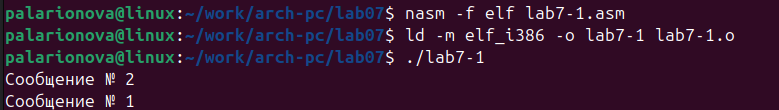 palarionova@linux:~/work/arch-pc/lab07$ nasm -f elf lab7-1.asm
palarionova@linux:~/work/arch-pc/lab07$ ld -m elf_i386 -o lab7-1 lab7-1.o
palarionova@linux:~/work/arch-pc/lab07$ ./lab7-1
Сообщение № 2
Сообщение № 1